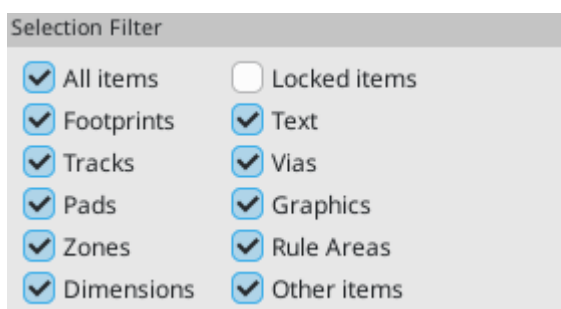 Selection Filter
All items
Locked items
Footprints
Text
Tracks
Vias
Pads
Graphics
Zones
Rule Areas
Dimensions
Other items